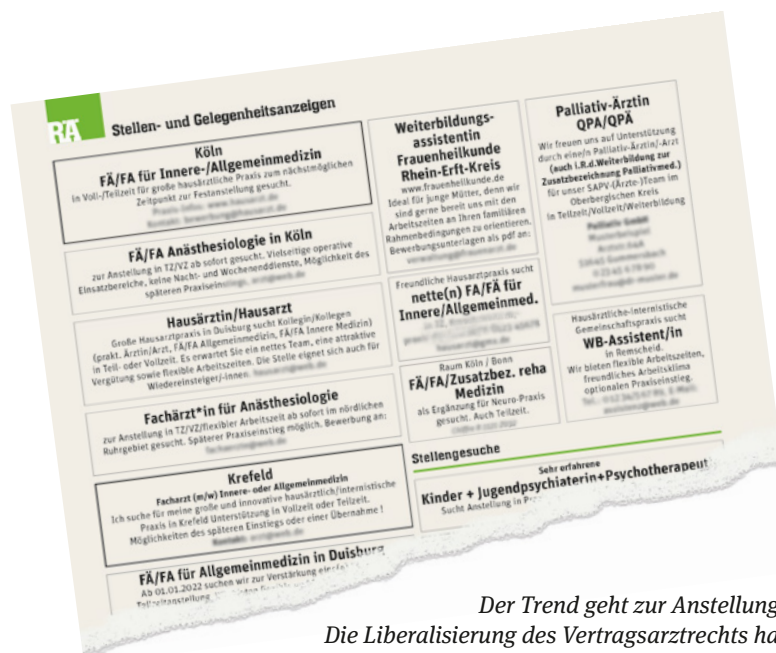 RÄ
Stellen- und Gelegenheitsanzeigen
Köln
FÄ/FA für Innere-/Allgemeinmedizin
in Voll-/Teilzeit für große hausärztliche Praxis zum nächstmöglichen
Zeitpunkt zur Festanstellung gesucht.
FÄ/FA Anästhesiologie in Köln
zur Anstellung in TZ/VZ ab sofort gesucht. Vielseitige operative
Einsatzbereiche, keine Nacht- und Wochenenddienste, Möglichkeit des
späteren
Hausärztin/Hausarzt
Große Hausarztpraxis in Duisburg sucht Kollegin/Kollegen
(prakt. Ärztin/Arzt, FÄ/FA Allgemeinmedizin, FÄ/FA Innere Medizin)
in Teil- oder Vollzeit. Es erwartet Sie ein nettes Team, eine attraktive
Vergütung sowie flexible Arbeitszeiten. Die Stelle eignet sich auch für
Wiedereinsteiger/-innen.
Fachärzt*in für Anästhesiologie
zur Anstellung in TZ/VZ/flexibler Arbeitszeit ab sofort im nördlichen
Ruhrgebiet gesucht. Späterer Praxiseinstieg möglich. Bewerbung an:
Krefeld
Facharzt (m/w) Innere- oder Allgemeinmedizin
Ich suche für meine große und innovative hausärztlich/internistische
Praxis in Krefeld Unterstützung in Vollzeit oder Teilzeit.
Möglichkeiten des späteren Einstiegs oder einer Übernahme !
FÄ/FA für Allgemeinmedizin in Duisburg
Ab 01.01.2022 suchen wir zur Verstärkung
Weiterbildungs-
assistentin
Frauenheilkunde
Rhein-Erft-Kreis
www.frauenheilkunde.de
Ideal für junge Mütter, denn wir
sind gerne bereit uns mit den
Arbeitszeiten an Ihren familiären
Rahmenbedingungen zu orientieren.
Bewerbungsunterlagen als pdf an:
Freundliche Hausarztpraxis sucht
nette(n) FA/FÄ für
Innere/Allgemeinmed.
Raum Köln / Bonn
FÄ/FA/Zusatzbez. reha
Medizin
als Ergänzung für Neuro-Praxis
gesucht. Auch Teilzeit.
Palliativ-Ärztin
QPA/QPÄ
Wir freuen uns auf Unterstützung
durch eine/n Palliativ-Ärztin/-Arzt
(auch i.R.d.Weiterbildung zur
Zusatzbezeichnung Palliativmed.)
für unser SAPV-(Ärzte-)Team im
Oberbergischen Kreis
in Teilzeit/Vollzeit/Weiterbildung
Hausärztliche-internistische
Gemeinschaftspraxis sucht
WB-Assistent/in
in Remscheid.
Wir bieten flexible Arbeitszeiten,
freundliches Arbeitsklima
optionalen Praxiseinstieg.
Stellengesuche
Sehr erfahrene
Kinder + Jugendpsychiaterin+Psychotherapeut
Sucht Anstellung in
Der Trend geht zur Anstellung
Die Liberalisierung des Vertragsarztrechts ha